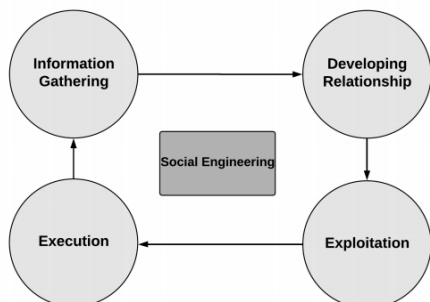 Information
Gathering
Developing
Relationship
Social Engineering
Execution
Exploitation